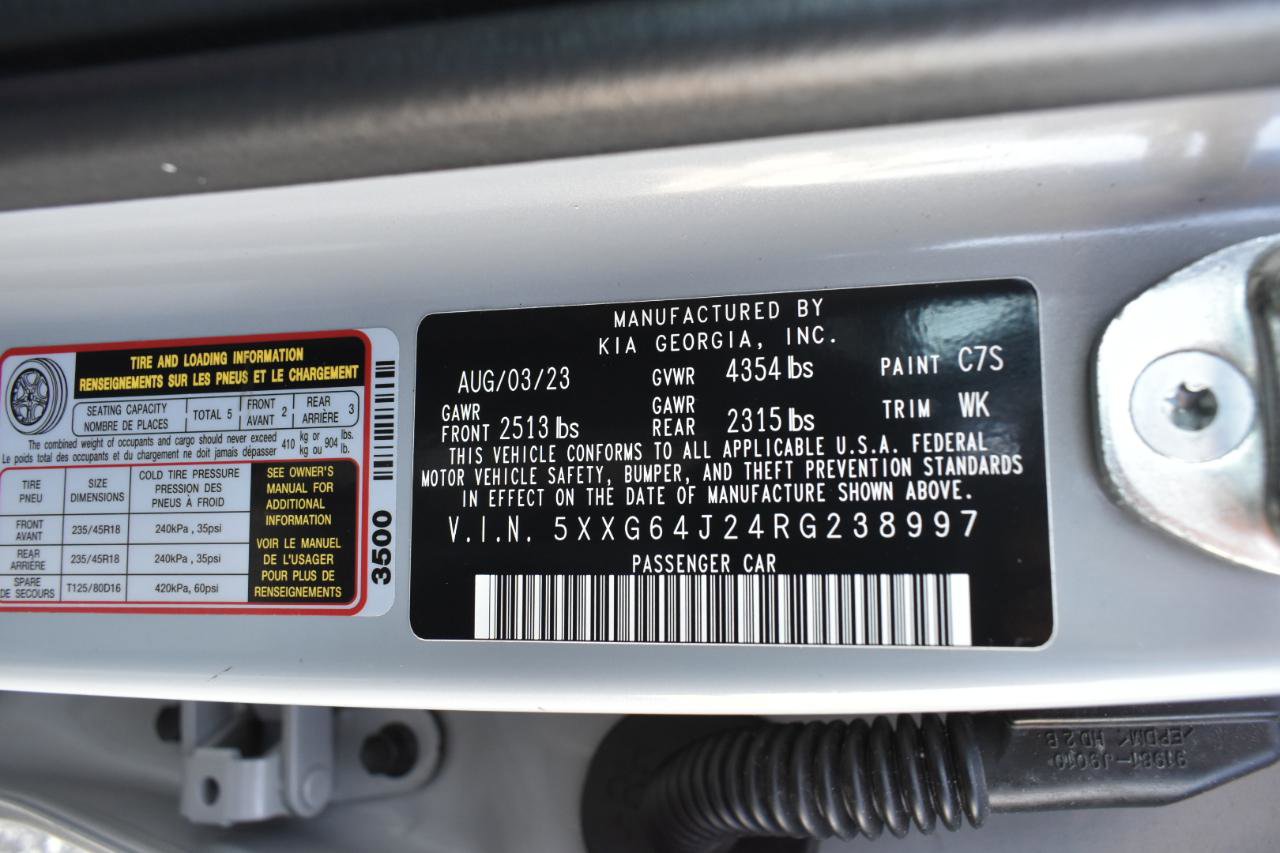 TIRE AND LOADING INFORMATION
RENSEIGNEMENTS SUR LES PNEUS ET LE CHARGEMENT
SEATING CAPACITY
NOMBRE DE PLACES
TOTAL 5
FRONT
AVANT 2
REAR
ARRIÈRE 3
The combined weight of occupants and cargo should never exceed 410 kg or 904 lbs.
Le poids total des occupants et du chargement ne doit jamais dépasser kg ou lb.
TIRE
PNEU
SIZE
DIMENSIONS
COLD TIRE PRESSURE
PRESSION DES
PNEUS À FROID
FRONT
AVANT
235/45R18
240kPa , 35psi
REAR
ARRIÈRE
235/45R18
240kPa , 35psi
SPARE
DE SECOURS
T125/80D16
420kPa, 60psi
SEE OWNER'S
MANUAL FOR
ADDITIONAL
INFORMATION
VOIR LE MANUEL
DE L'USAGER
POUR PLUS DE
RENSEIGNEMENTS
3500
MANUFACTURED BY
KIA GEORGIA, INC.
AUG/03/23 GVWR 4354 lbs PAINT C7S
GAWR
FRONT 2513 lbs
GAWR
REAR 2315 lbs
TRIM WK
THIS VEHICLE CONFORMS TO ALL APPLICABLE U.S.A. FEDERAL
MOTOR VEHICLE SAFETY, BUMPER, AND THEFT PREVENTION STANDARDS
IN EFFECT ON THE DATE OF MANUFACTURE SHOWN ABOVE.
V.I.N. 5XXG64J24RG238997
PASSENGER CAR
91981-J9010
>EPDM< HD 2 B